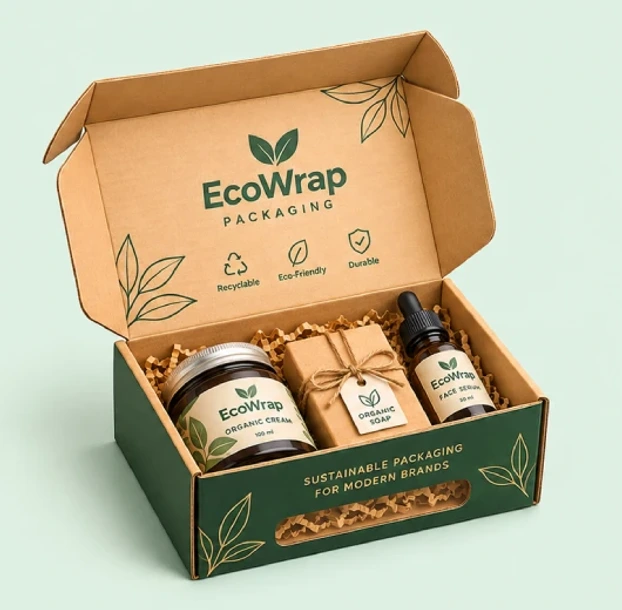 EcoWrap
PACKAGING
Recyclable
Eco-Friendly
Durable
EcoWrap
ORGANIC CREAM
100 ml
ORGANIC
SOAP
EcoWrap
FACE SERUM
30 ml
SUSTAINABLE PACKAGING
FOR MODERN BRANDS